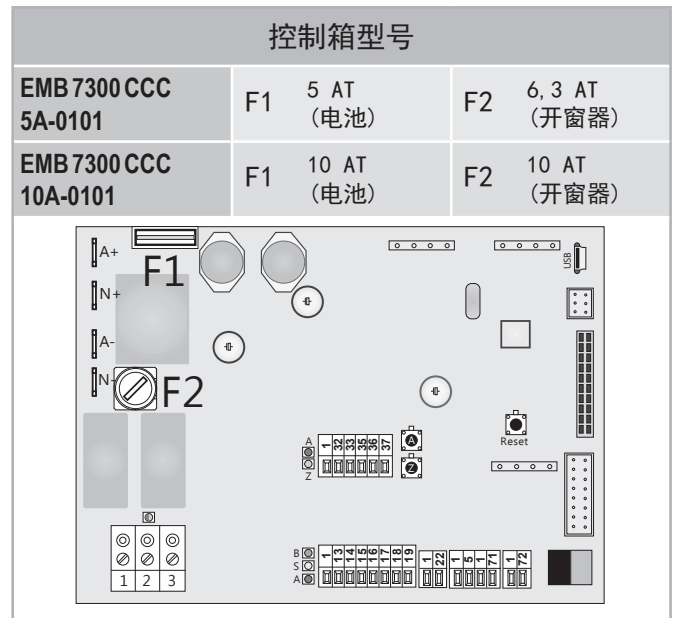 控制箱型号
EMB 7300 CCC
5A-0101
F1
5 AT
(电池)
F2
6,3 AT
(开窗器)
EMB 7300 CCC
10A-0101
F1
10 AT
(电池)
F2
10 AT
(开窗器)
A+
F1
N+
A-
N-
F2
USB
A
Z
1 32 33 35 36 37
A
Z
Reset
B
S
A
1 13 14 15 16 17 18 19
1 22
1 5 1 71
1 72
1 2 3